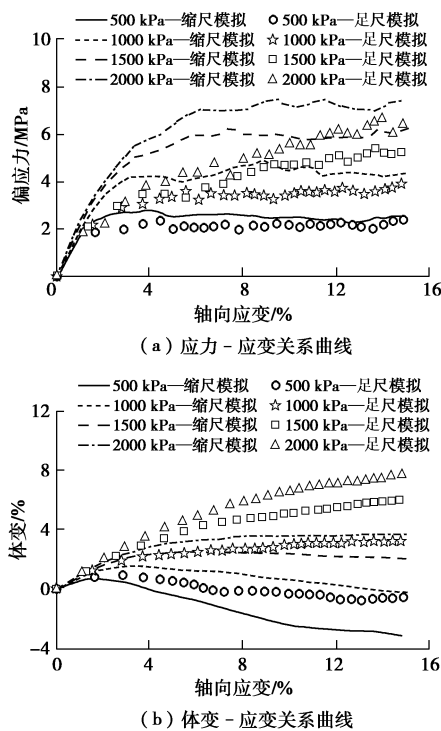 500 kPa—缩尺模拟 500 kPa—足尺模拟
1000 kPa—缩尺模拟 1000 kPa—足尺模拟
1500 kPa—缩尺模拟 1500 kPa—足尺模拟
2000 kPa—缩尺模拟 2000 kPa—足尺模拟
10
8
6
4
2
0
偏应力/MPa
0 4 8 12 16
轴向应变/%
(a) 应力-应变关系曲线
500 kPa—缩尺模拟 500 kPa—足尺模拟
1000 kPa—缩尺模拟 1000 kPa—足尺模拟
1500 kPa—缩尺模拟 1500 kPa—足尺模拟
2000 kPa—缩尺模拟 2000 kPa—足尺模拟
12
8
4
0
-4
体变/%
0 4 8 12 16
轴向应变/%
(b) 体变-应变关系曲线